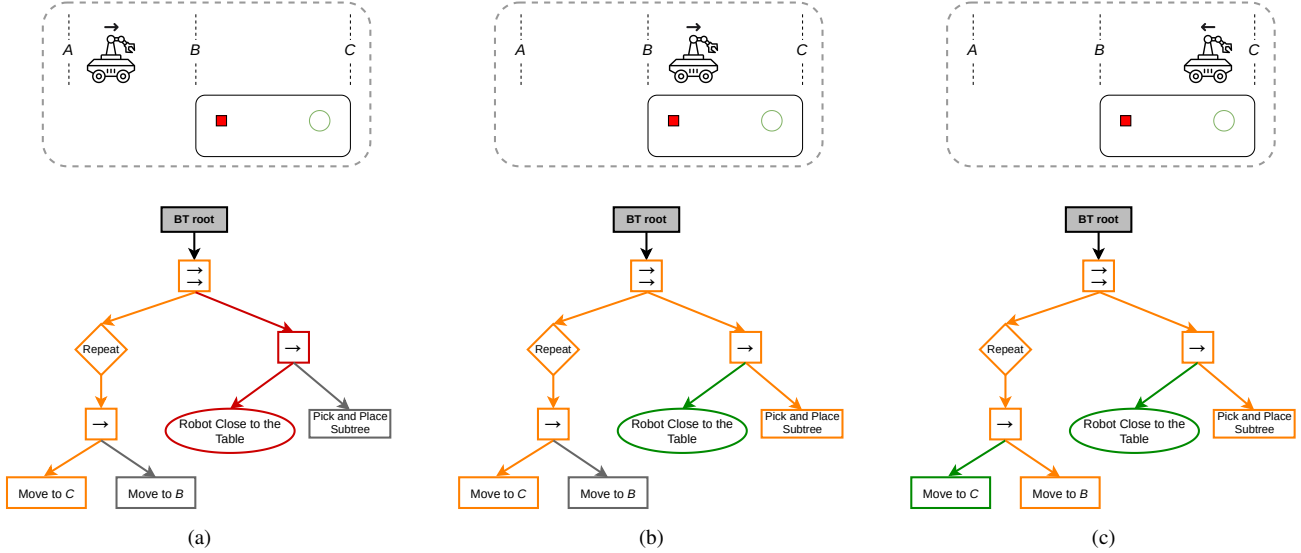 A
B
C
BT root
→
→
Repeat
→
→
Robot Close to the
Table
Pick and Place
Subtree
Move to C
Move to B
(a)
A
B
C
BT root
→
→
Repeat
→
→
Robot Close to the
Table
Pick and Place
Subtree
Move to C
Move to B
(b)
A
B
C
BT root
→
→
Repeat
→
→
Robot Close to the
Table
Pick and Place
Subtree
Move to C
Move to B
(c)